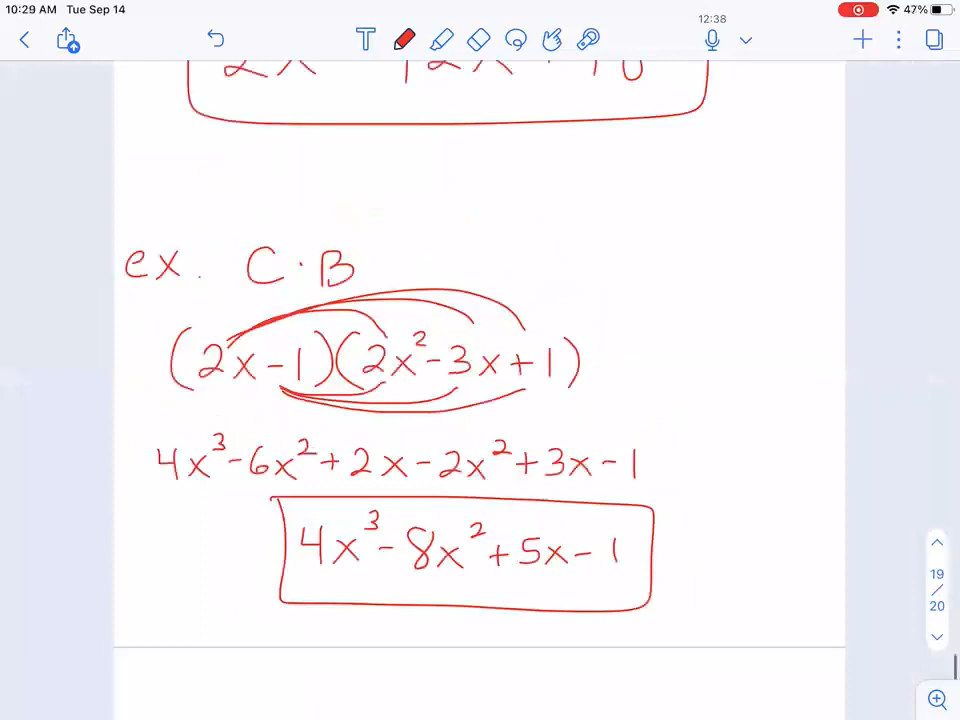 10:29 AM Tue Sep 14
47%
12:38
T
ex. C·B
(2x-1)(2x²-3x+1)
4x³-6x²+2x-2x²+3x-1
4x³-8x²+5x-1
19
/
20